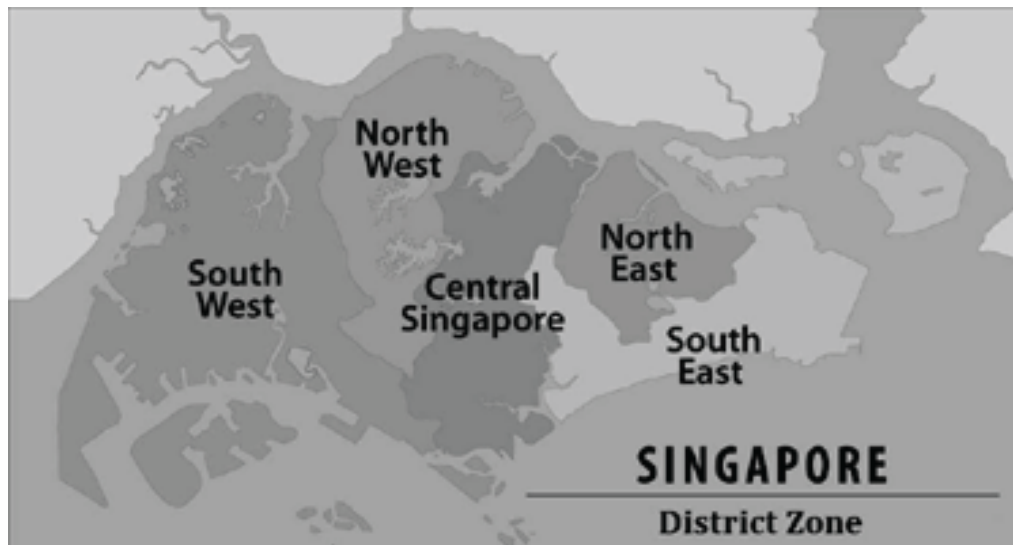 North
West
South
West
Central
Singapore
North
East
South
East
SINGAPORE
District Zone